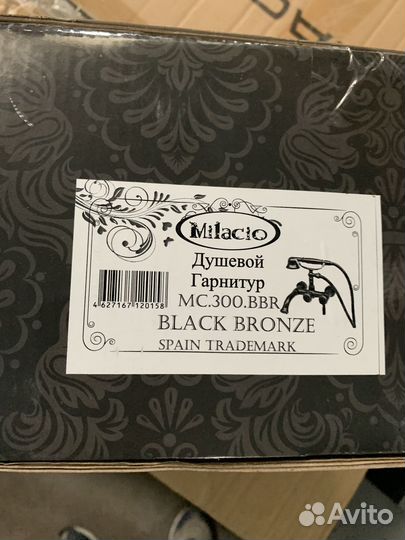 Milacio
Душевой
Гарнитур
MC.300.BBR
BLACK BRONZE
SPAIN TRADEMARK
4 627167 120158
Avito